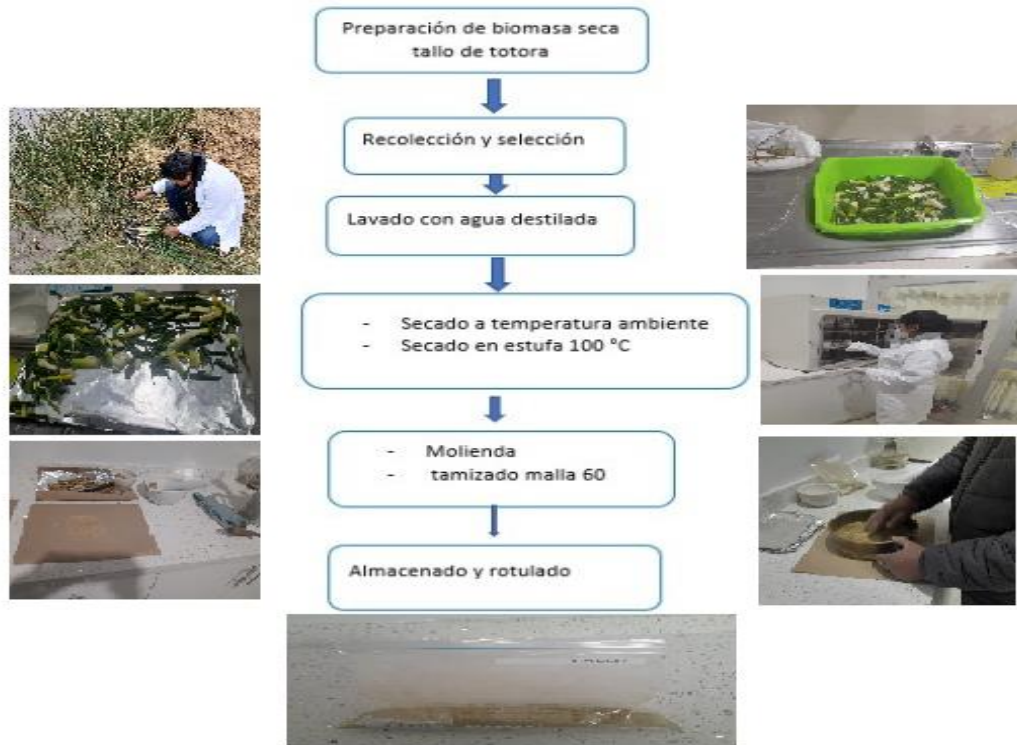 Preparación de biomasa seca
tallo de totora
Recolección y selección
Lavado con agua destilada
- Secado a temperatura ambiente
- Secado en estufa 100 °C
- Molienda
- tamizado malla 60
Almacenado y rotulado